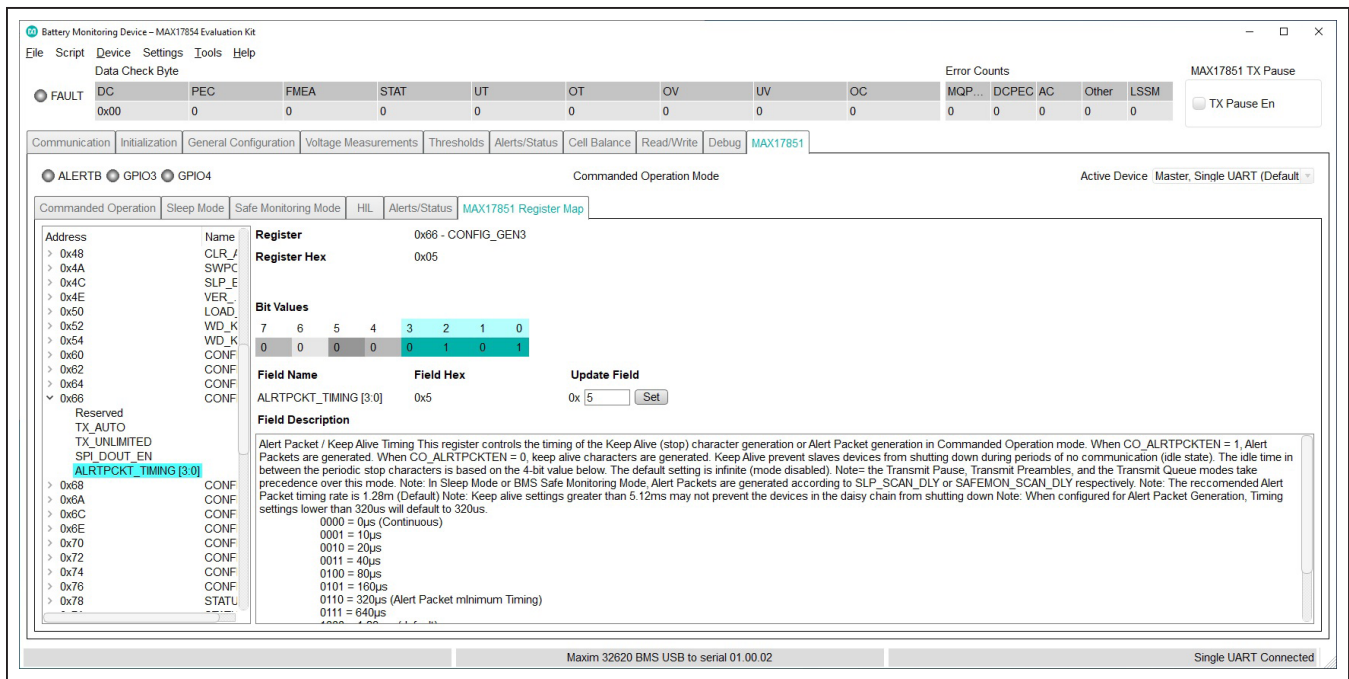 Battery Monitoring Device – MAX17854 Evaluation Kit
File Script Device Settings Tools Help
Data Check Byte Error Counts MAX17851 TX Pause
FAULT DC PEC FMEA STAT UT OT OV UV OC MQP... DCPEC AC Other LSSM
0x00 0 0 0 0 0 0 0 0 0 0 0 0 0 TX Pause En
Communication Initialization General Configuration Voltage Measurements Thresholds Alerts/Status Cell Balance Read/Write Debug MAX17851
ALERTB GPIO3 GPIO4 Commanded Operation Mode Active Device Master, Single UART (Default
Commanded Operation Sleep Mode Safe Monitoring Mode HIL Alerts/Status MAX17851 Register Map
Address Name
0x48 CLR_A
0x4A SWPO
0x4C SLP_E
0x4E VER_
0x50 LOAD_
0x52 WD_K
0x54 WD_K
0x60 CONF
0x62 CONF
0x64 CONF
0x66 CONF
Reserved
TX_AUTO
TX_UNLIMITED
SPI_DOUT_EN
ALRTPCKT_TIMING [3:0]
0x68 CONF
0x6A CONF
0x6C CONF
0x6E CONF
0x70 CONF
0x72 CONF
0x74 CONF
0x76 CONF
0x78 STATU
Register 0x66 - CONFIG_GEN3
Register Hex 0x05
Bit Values
7 6 5 4 3 2 1 0
0 0 0 0 0 1 0 1
Field Name Field Hex Update Field
ALRTPCKT_TIMING [3:0] 0x5 0x 5 Set
Field Description
Alert Packet / Keep Alive Timing This register controls the timing of the Keep Alive (stop) character generation or Alert Packet generation in Commanded Operation mode. When CO_ALRTPCKTEN = 1, Alert
Packets are generated. When CO_ALRTPCKTEN = 0, keep alive characters are generated. Keep Alive prevent slaves devices from shutting down during periods of no communication (idle state). The idle time in
between the periodic stop characters is based on the 4-bit value below. The default setting is infinite (mode disabled). Note= the Transmit Pause, Transmit Preambles, and the Transmit Queue modes take
precedence over this mode. Note: In Sleep Mode or BMS Safe Monitoring Mode, Alert Packets are generated according to SLP_SCAN_DLY or SAFEMON_SCAN_DLY respectively. Note: The reccomended Alert
Packet timing rate is 1.28m (Default) Note: Keep alive settings greater than 5.12ms may not prevent the devices in the daisy chain from shutting down Note: When configured for Alert Packet Generation, Timing
settings lower than 320us will default to 320us.
0000 = 0µs (Continuous)
0001 = 10µs
0010 = 20µs
0011 = 40µs
0100 = 80µs
0101 = 160µs
0110 = 320µs (Alert Packet mInimum Timing)
0111 = 640µs
Maxim 32620 BMS USB to serial 01.00.02 Single UART Connected